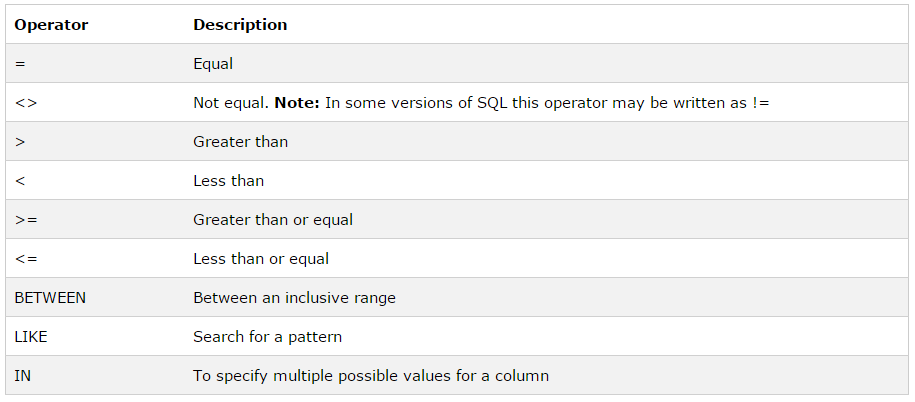 Operator Description
= Equal
<> Not equal. Note: In some versions of SQL this operator may be written as !=
> Greater than
< Less than
>= Greater than or equal
<= Less than or equal
BETWEEN Between an inclusive range
LIKE Search for a pattern
IN To specify multiple possible values for a column